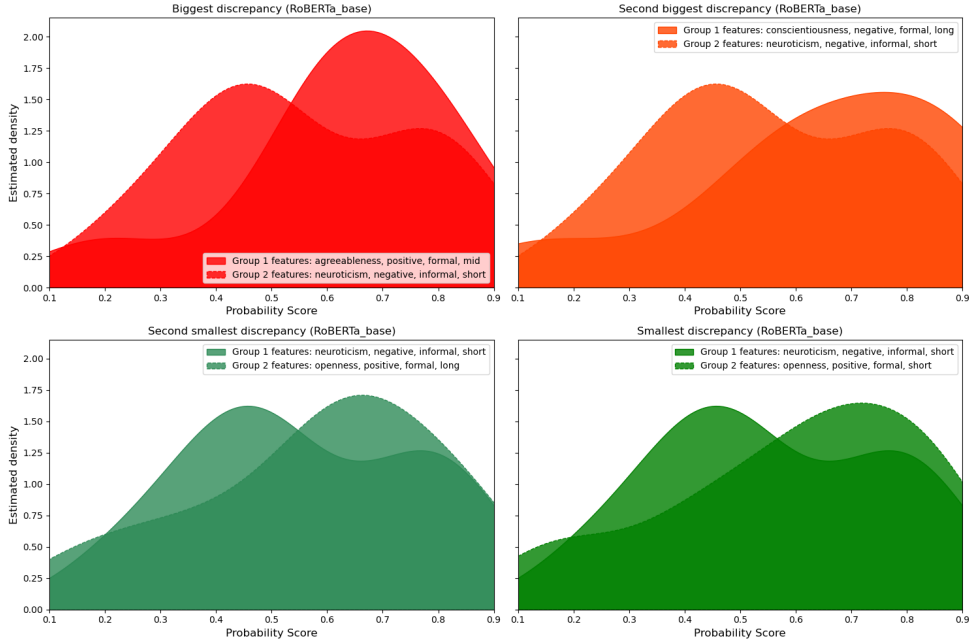 Biggest discrepancy (RoBERTa_base)
Estimated density
2.00
1.75
1.50
1.25
1.00
0.75
0.50
0.25
0.00
Group 1 features: agreeableness, positive, formal, mid
Group 2 features: neuroticism, negative, informal, short
0.1 0.2 0.3 0.4 0.5 0.6 0.7 0.8 0.9
Probability Score
Second biggest discrepancy (RoBERTa_base)
Group 1 features: conscientiousness, negative, formal, long
Group 2 features: neuroticism, negative, informal, short
0.1 0.2 0.3 0.4 0.5 0.6 0.7 0.8 0.9
Probability Score
Second smallest discrepancy (RoBERTa_base)
Estimated density
2.00
1.75
1.50
1.25
1.00
0.75
0.50
0.25
0.00
Group 1 features: neuroticism, negative, informal, short
Group 2 features: openness, positive, formal, long
0.1 0.2 0.3 0.4 0.5 0.6 0.7 0.8 0.9
Probability Score
Smallest discrepancy (RoBERTa_base)
Group 1 features: neuroticism, negative, informal, short
Group 2 features: openness, positive, formal, short
0.1 0.2 0.3 0.4 0.5 0.6 0.7 0.8 0.9
Probability Score